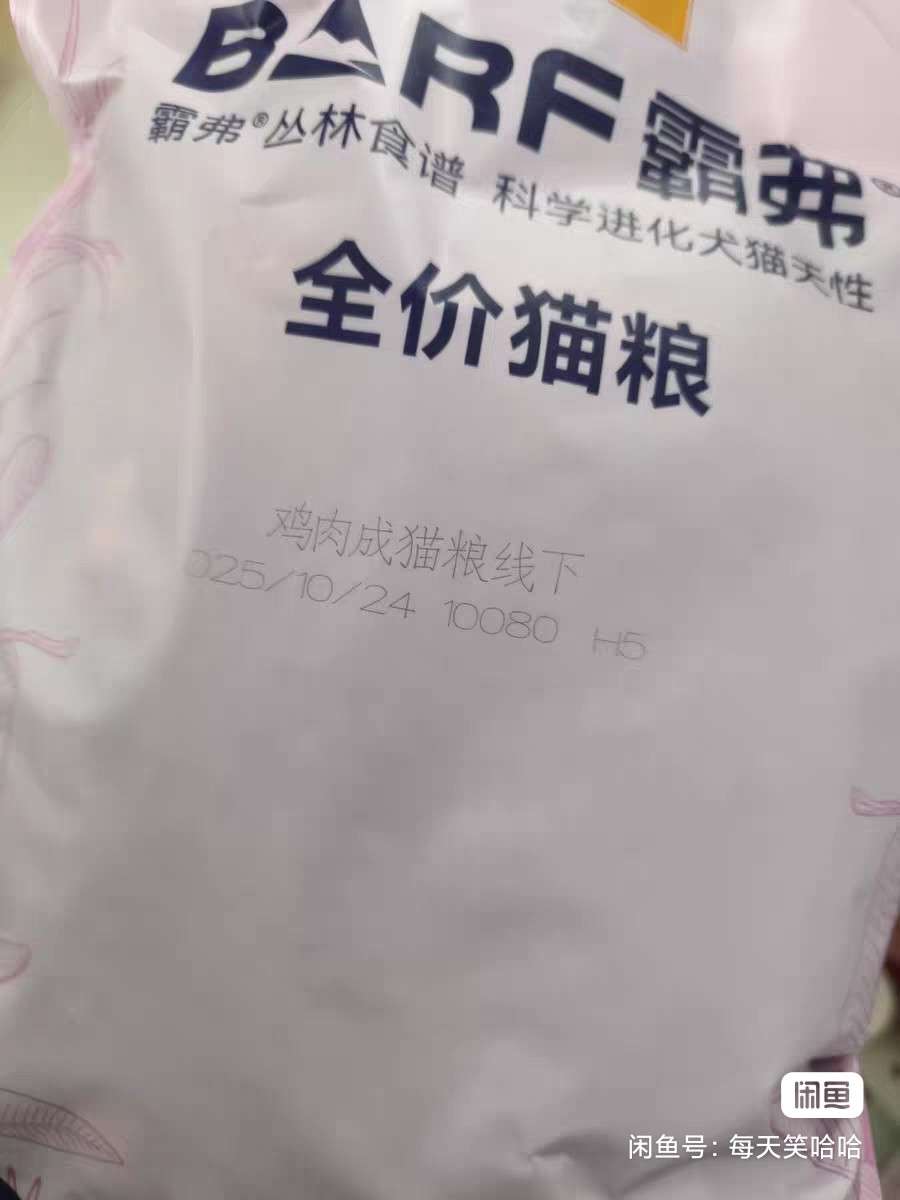 BARF 霸弗®
霸弗®丛林食谱 科学进化犬猫天性
全价猫粮
鸡肉成猫粮线下
025/10/24 10080 H5
闲鱼
闲鱼号：每天笑哈哈